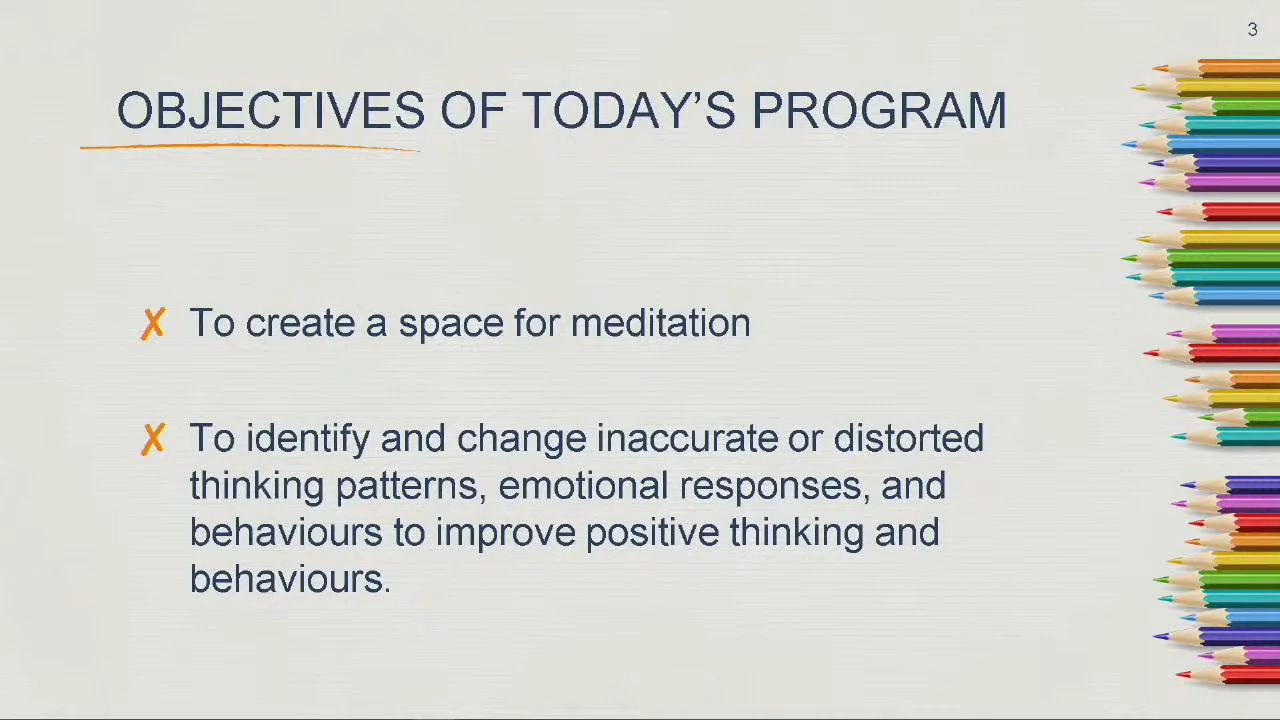 3
OBJECTIVES OF TODAY’S PROGRAM
✗ To create a space for meditation
✗ To identify and change inaccurate or distorted
thinking patterns, emotional responses, and
behaviours to improve positive thinking and
behaviours.